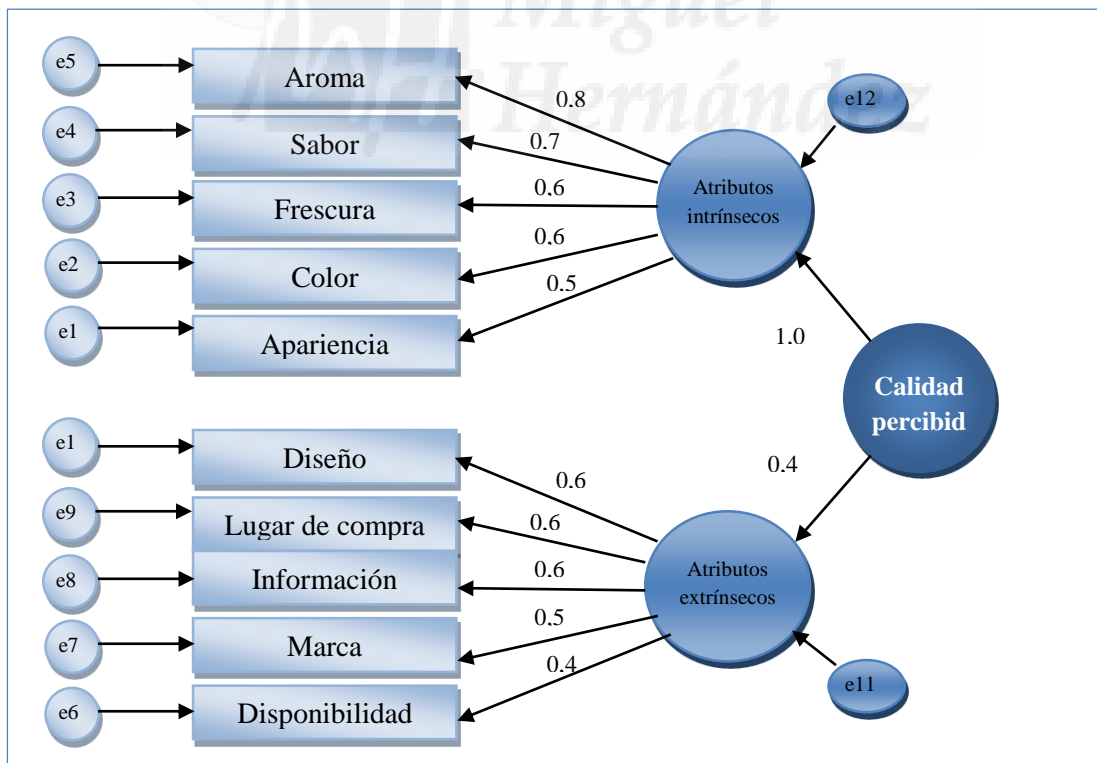 Miguel
Hernández
e5
Aroma
0.8
e12
e4
Sabor
0.7
Atributos
intrínsecos
e3
Frescura
0.6
e2
Color
0.6
e1
Apariencia
0.5
1.0
Calidad
percibid
e1
Diseño
0.6
0.4
e9
Lugar de compra
0.6
Atributos
extrínsecos
e8
Información
0.6
e7
Marca
0.5
e11
e6
Disponibilidad
0.4